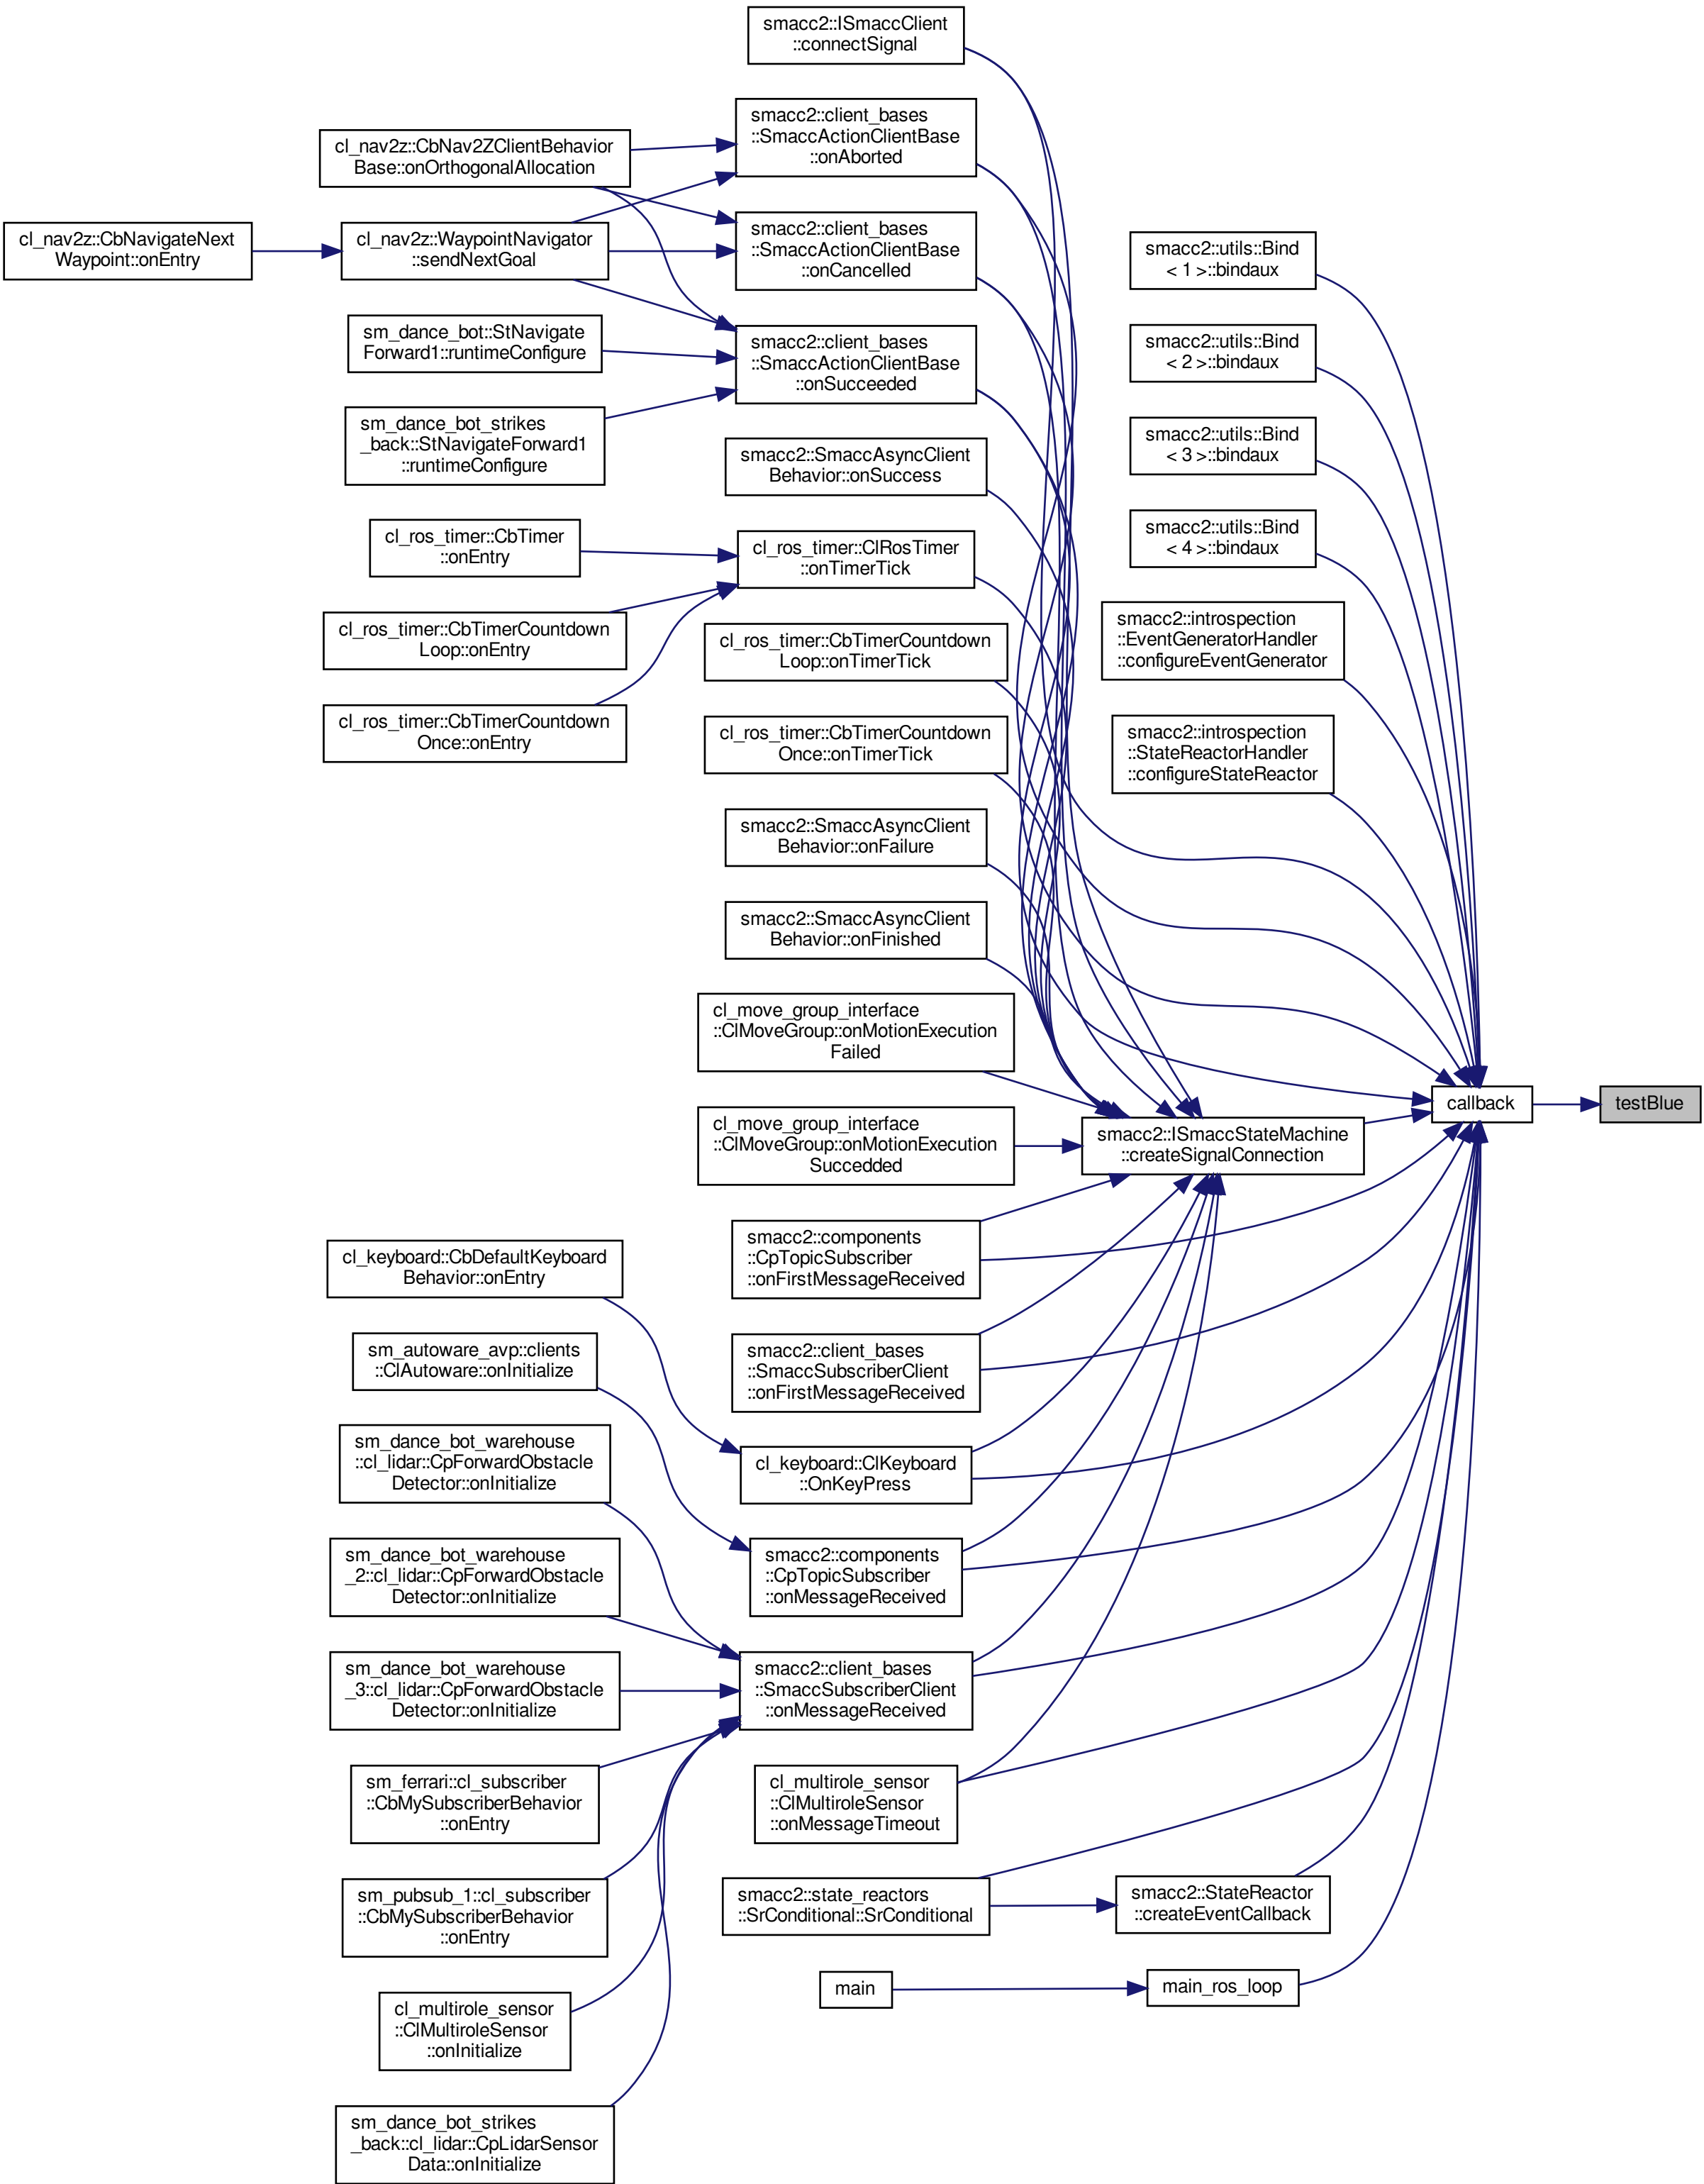 smacc2::ISmaccClient
::connectSignal
smacc2::client_bases
::SmaccActionClientBase
::onAborted
cl_nav2z::CbNav2ZClientBehavior
Base::onOrthogonalAllocation
smacc2::client_bases
::SmaccActionClientBase
::onCancelled
cl_nav2z::CbNavigateNext
Waypoint::onEntry
cl_nav2z::WaypointNavigator
::sendNextGoal
smacc2::utils::Bind
< 1 >::bindaux
sm_dance_bot::StNavigate
Forward1::runtimeConfigure
smacc2::client_bases
::SmaccActionClientBase
::onSucceeded
smacc2::utils::Bind
< 2 >::bindaux
sm_dance_bot_strikes
_back::StNavigateForward1
::runtimeConfigure
smacc2::SmaccAsyncClient
Behavior::onSuccess
smacc2::utils::Bind
< 3 >::bindaux
cl_ros_timer::CbTimer
::onEntry
cl_ros_timer::ClRosTimer
::onTimerTick
smacc2::utils::Bind
< 4 >::bindaux
cl_ros_timer::CbTimerCountdown
Loop::onEntry
cl_ros_timer::CbTimerCountdown
Loop::onTimerTick
smacc2::introspection
::EventGeneratorHandler
::configureEventGenerator
cl_ros_timer::CbTimerCountdown
Once::onEntry
cl_ros_timer::CbTimerCountdown
Once::onTimerTick
smacc2::introspection
::StateReactorHandler
::configureStateReactor
smacc2::SmaccAsyncClient
Behavior::onFailure
smacc2::SmaccAsyncClient
Behavior::onFinished
cl_move_group_interface
::ClMoveGroup::onMotionExecution
Failed
callback
testBlue
cl_move_group_interface
::ClMoveGroup::onMotionExecution
Succedded
smacc2::ISmaccStateMachine
::createSignalConnection
smacc2::components
::CpTopicSubscriber
::onFirstMessageReceived
cl_keyboard::CbDefaultKeyboard
Behavior::onEntry
sm_autoware_avp::clients
::ClAutoware::onInitialize
smacc2::client_bases
::SmaccSubscriberClient
::onFirstMessageReceived
sm_dance_bot_warehouse
::cl_lidar::CpForwardObstacle
Detector::onInitialize
cl_keyboard::ClKeyboard
::OnKeyPress
sm_dance_bot_warehouse
_2::cl_lidar::CpForwardObstacle
Detector::onInitialize
smacc2::components
::CpTopicSubscriber
::onMessageReceived
sm_dance_bot_warehouse
_3::cl_lidar::CpForwardObstacle
Detector::onInitialize
smacc2::client_bases
::SmaccSubscriberClient
::onMessageReceived
sm_ferrari::cl_subscriber
::CbMySubscriberBehavior
::onEntry
cl_multirole_sensor
::ClMultiroleSensor
::onMessageTimeout
sm_pubsub_1::cl_subscriber
::CbMySubscriberBehavior
::onEntry
smacc2::state_reactors
::SrConditional::SrConditional
smacc2::StateReactor
::createEventCallback
cl_multirole_sensor
::ClMultiroleSensor
::onInitialize
main
main_ros_loop
sm_dance_bot_strikes
_back::cl_lidar::CpLidarSensor
Data::onInitialize